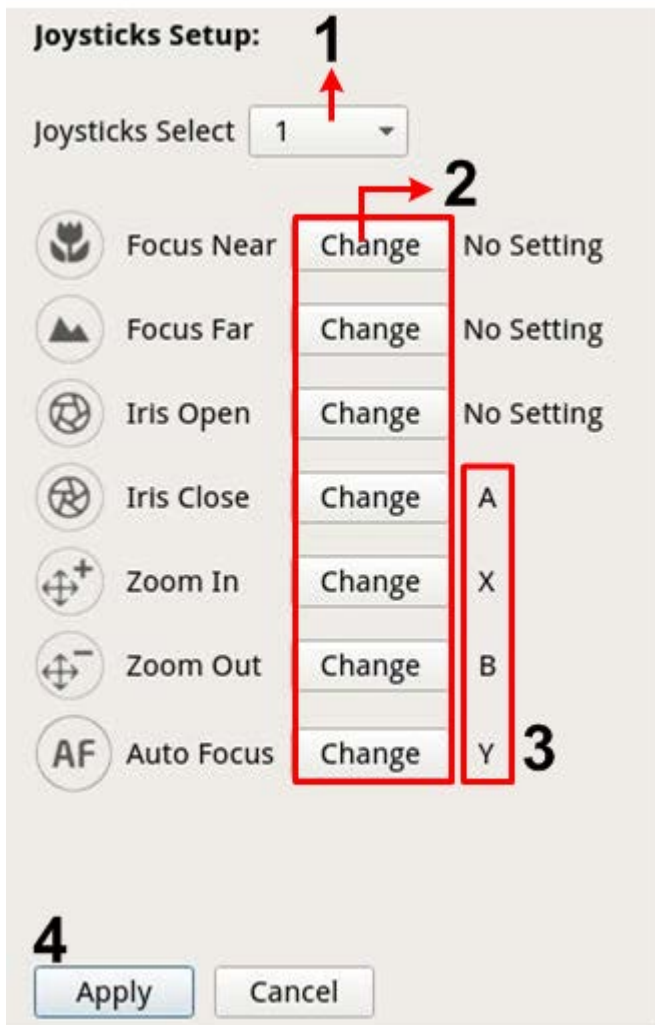 Joysticks Setup: 1
Joysticks Select 1
2
Focus Near Change No Setting
Focus Far Change No Setting
Iris Open Change No Setting
Iris Close Change A
Zoom In Change X
Zoom Out Change B
AF Auto Focus Change Y 3
4
Apply Cancel